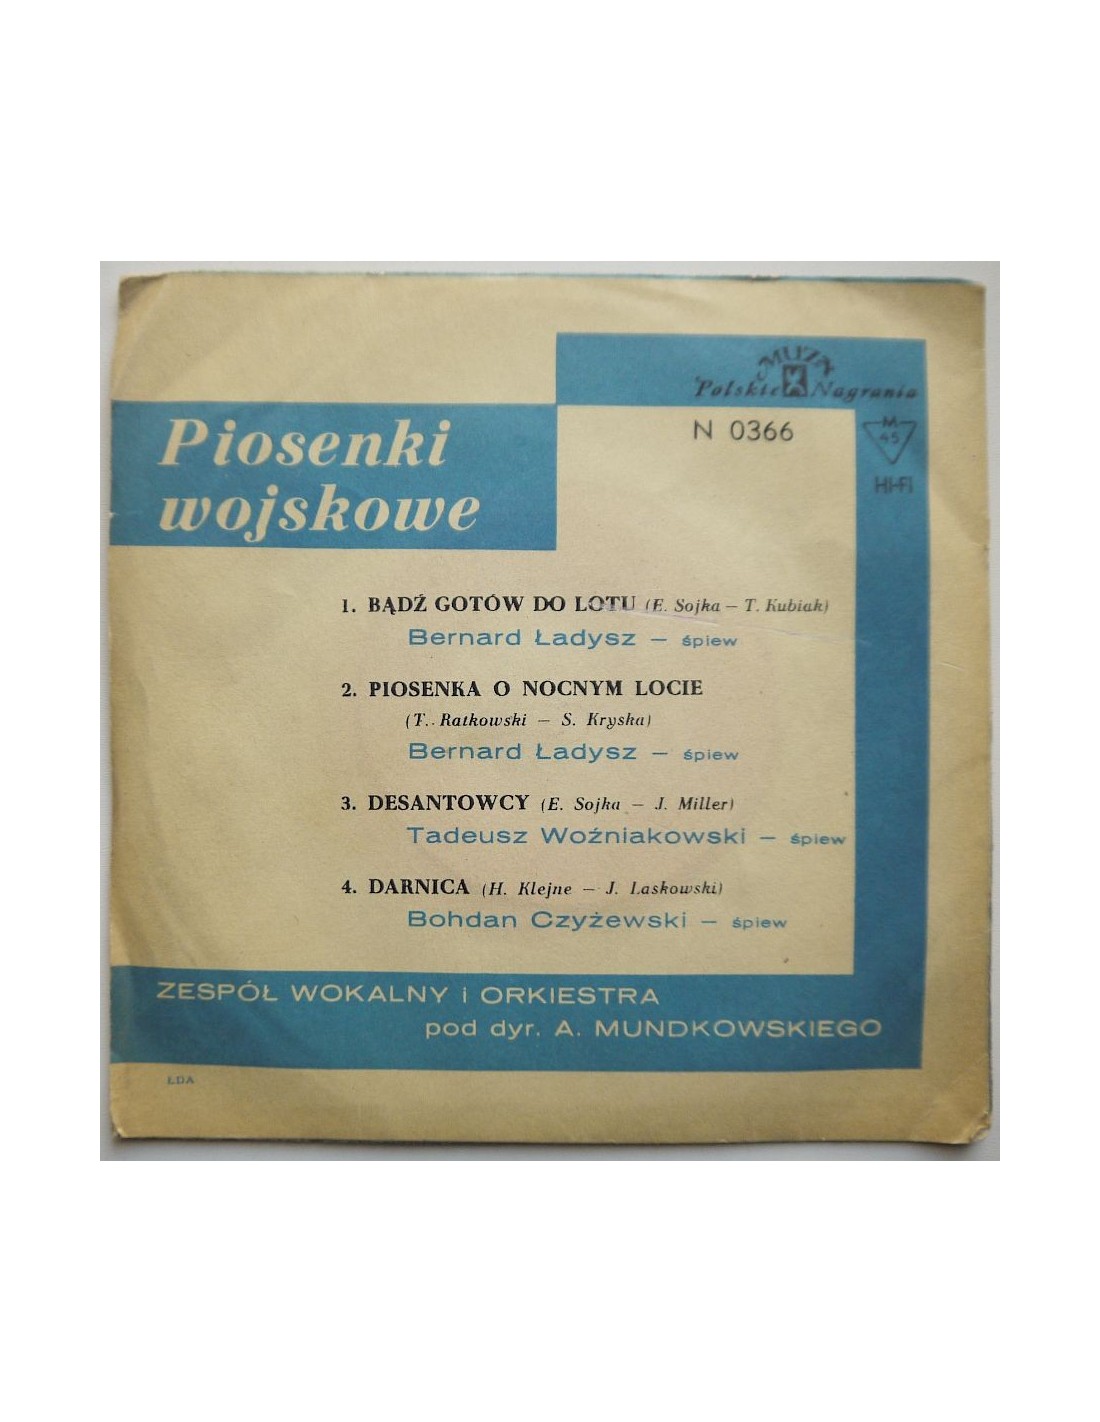 MUZA
Polskie Nagrania
N 0366
M
45
HI-FI
Piosenki
wojskowe
1. BĄDŹ GOTÓW DO LOTU (E. Sojka – T. Kubiak)
Bernard Ładysz – śpiew
2. PIOSENKA O NOCNYM LOCIE
(T. Ratkowski – S. Kryska)
Bernard Ładysz – śpiew
3. DESANTOWCY (E. Sojka – J. Miller)
Tadeusz Woźniakowski – śpiew
4. DARNICA (H. Klejne – J. Laskowski)
Bohdan Czyżewski – śpiew
ZESPÓŁ WOKALNY i ORKIESTRA
pod dyr. A. MUNDKOWSKIEGO
ŁDA